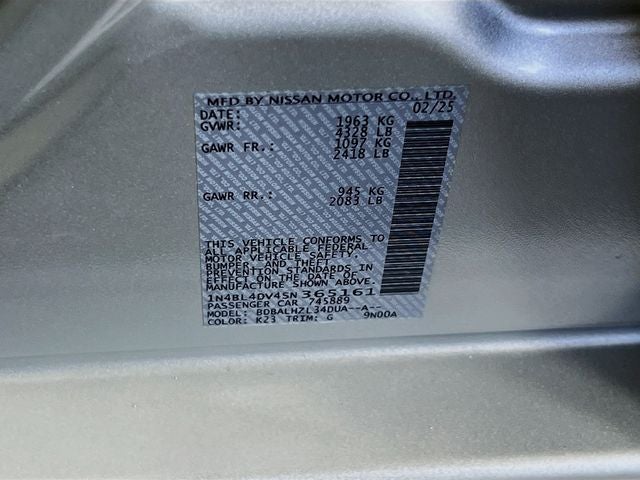 MFD BY NISSAN MOTOR CO., LTD.
DATE: 02/25
GVWR: 1963 KG
4328 LB
GAWR FR.: 1097 KG
2418 LB
GAWR RR.: 945 KG
2083 LB
THIS VEHICLE CONFORMS TO
ALL APPLICABLE FEDERAL
MOTOR VEHICLE SAFETY,
BUMPER, AND THEFT
PREVENTION STANDARDS IN
EFFECT ON THE DATE OF
MANUFACTURE SHOWN ABOVE.
1N4BL4DV4SN365161
PASSENGER CAR 745889
MODEL: BDBALHZL34DUA--A--
COLOR: K23 TRIM: G 9N00A